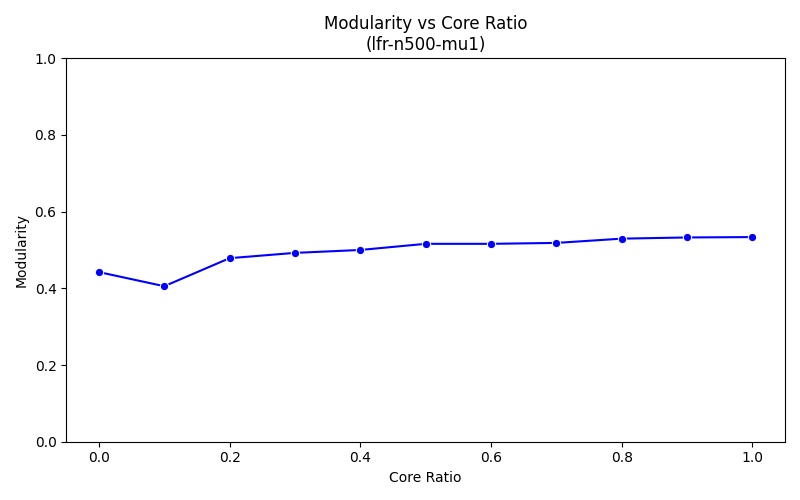 Modularity vs Core Ratio
(lfr-n500-mu1)
1.0
0.8
0.6
0.4
0.2
0.0
Modularity
0.0 0.2 0.4 0.6 0.8 1.0
Core Ratio